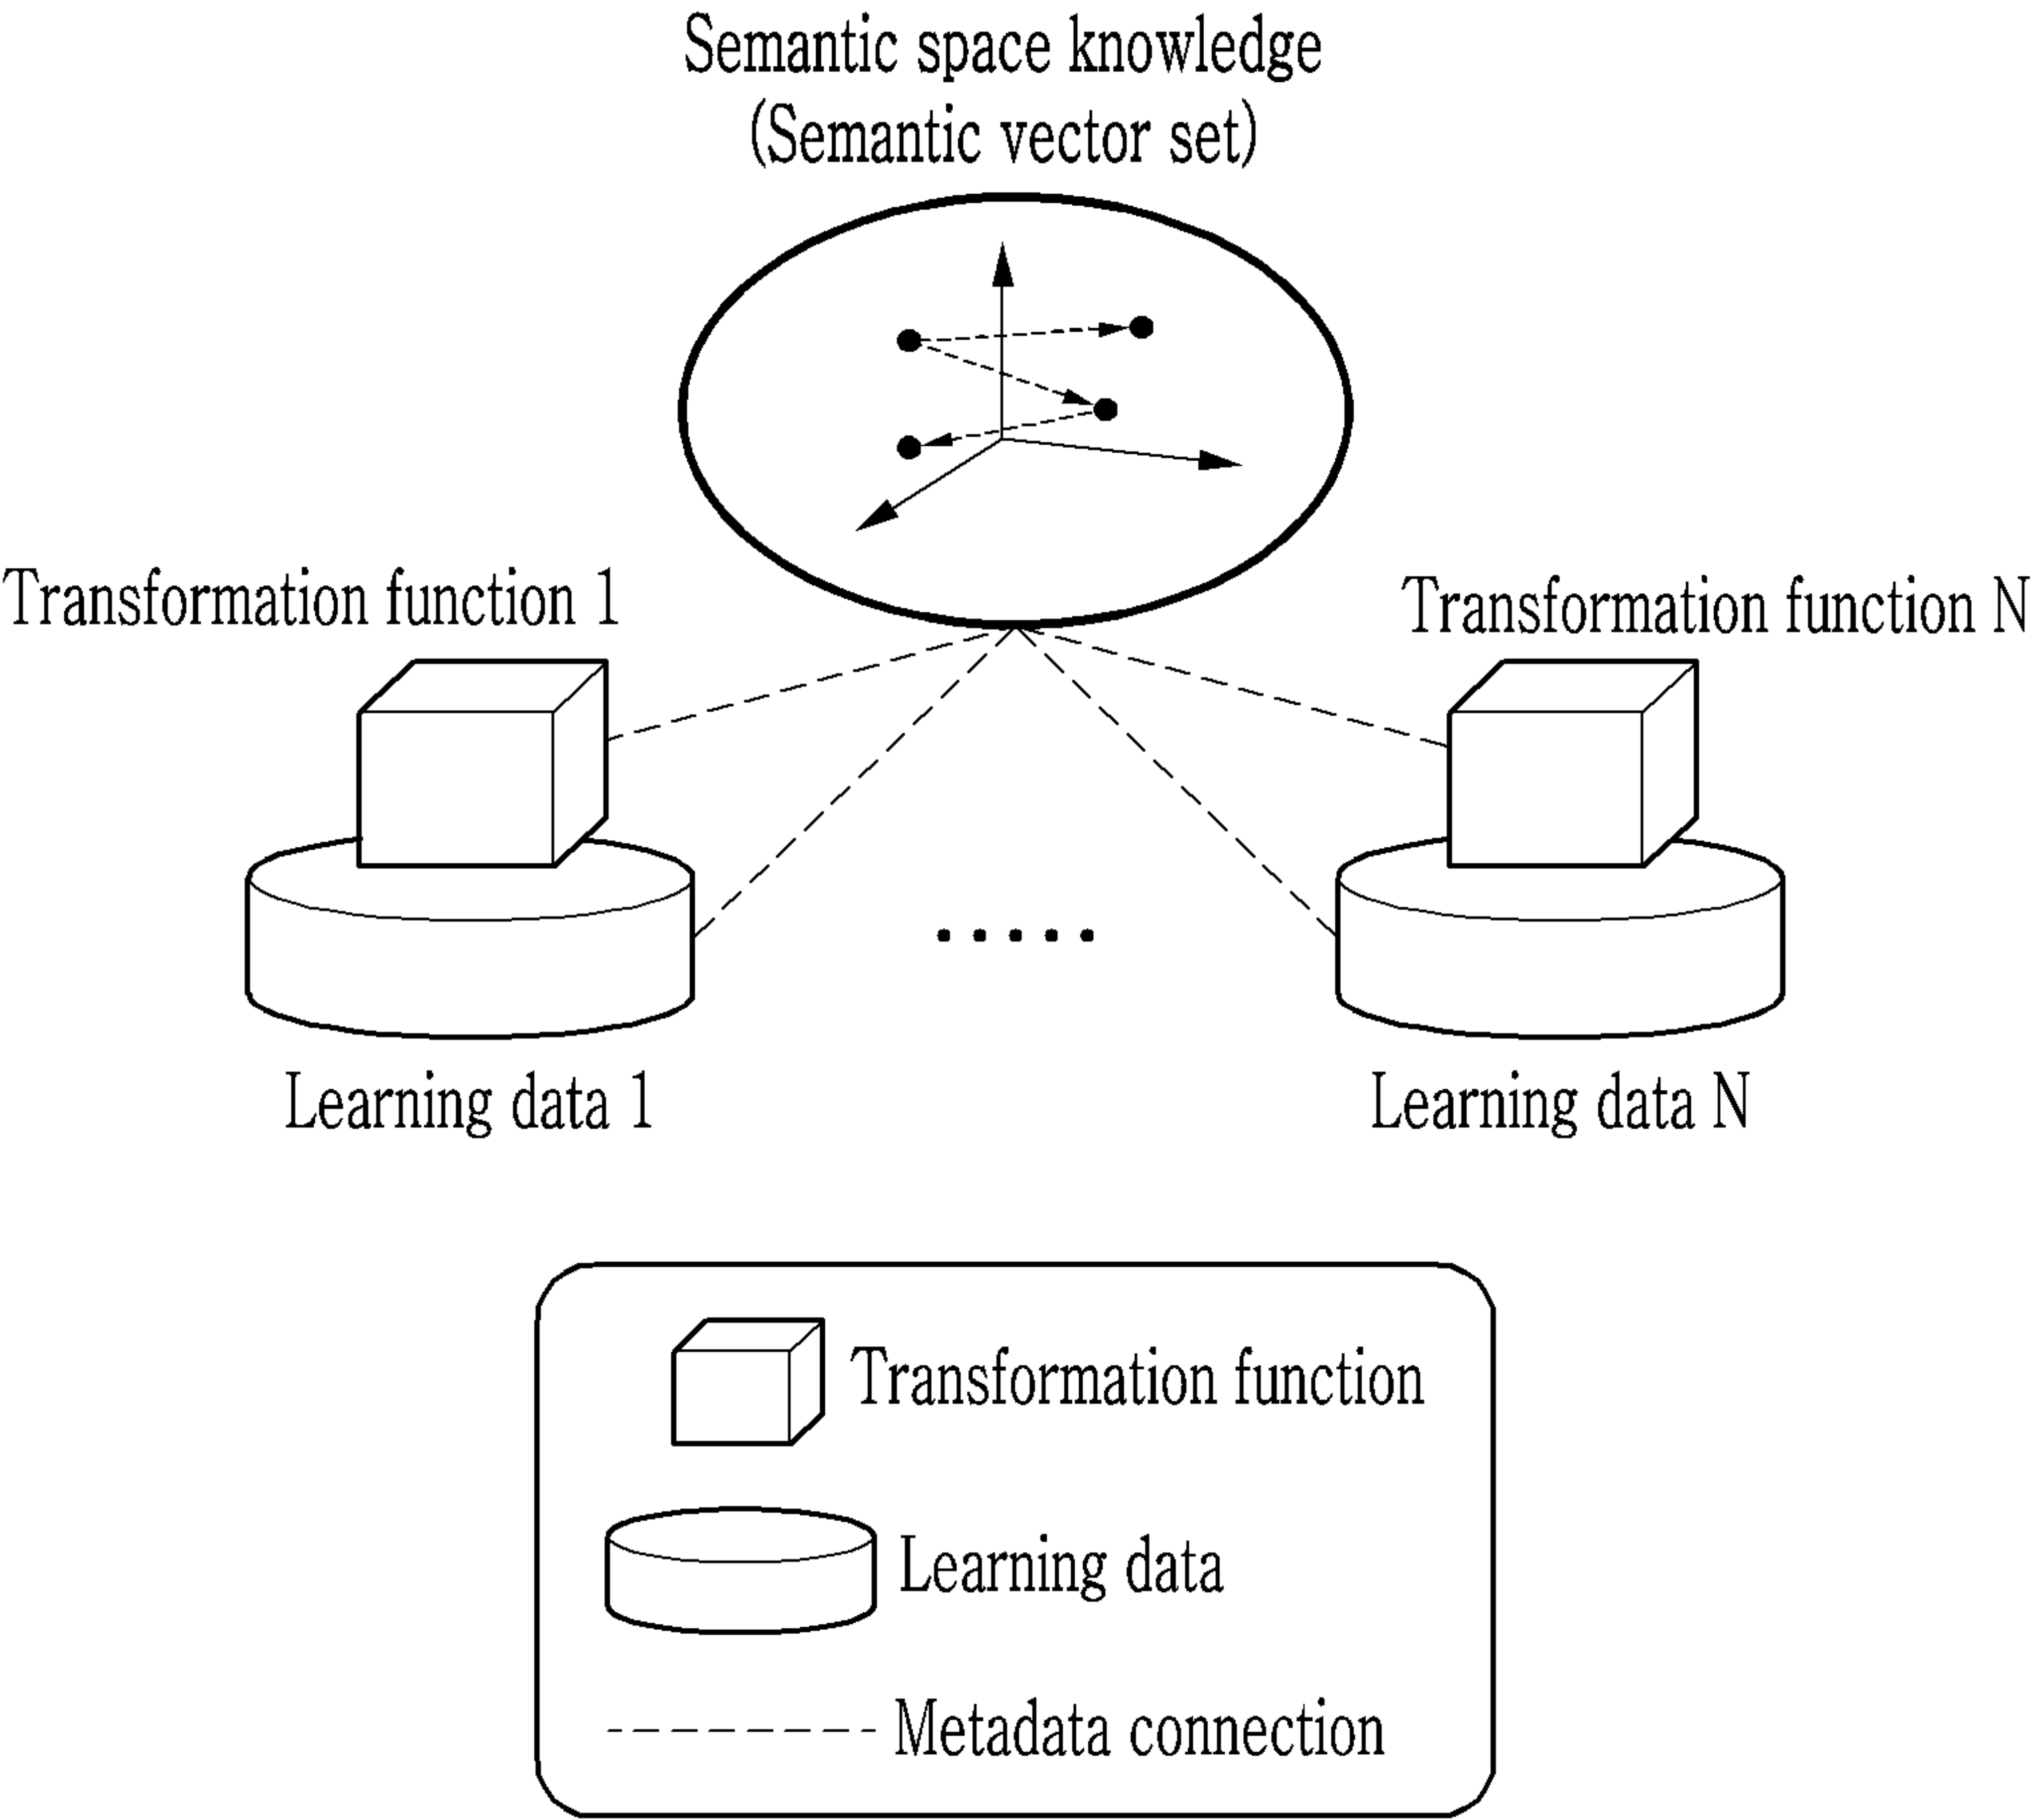 Semantic space knowledge
(Semantic vector set)
Transformation function 1
Transformation function N
Learning data 1
Learning data N
Transformation function
Learning data
Metadata connection